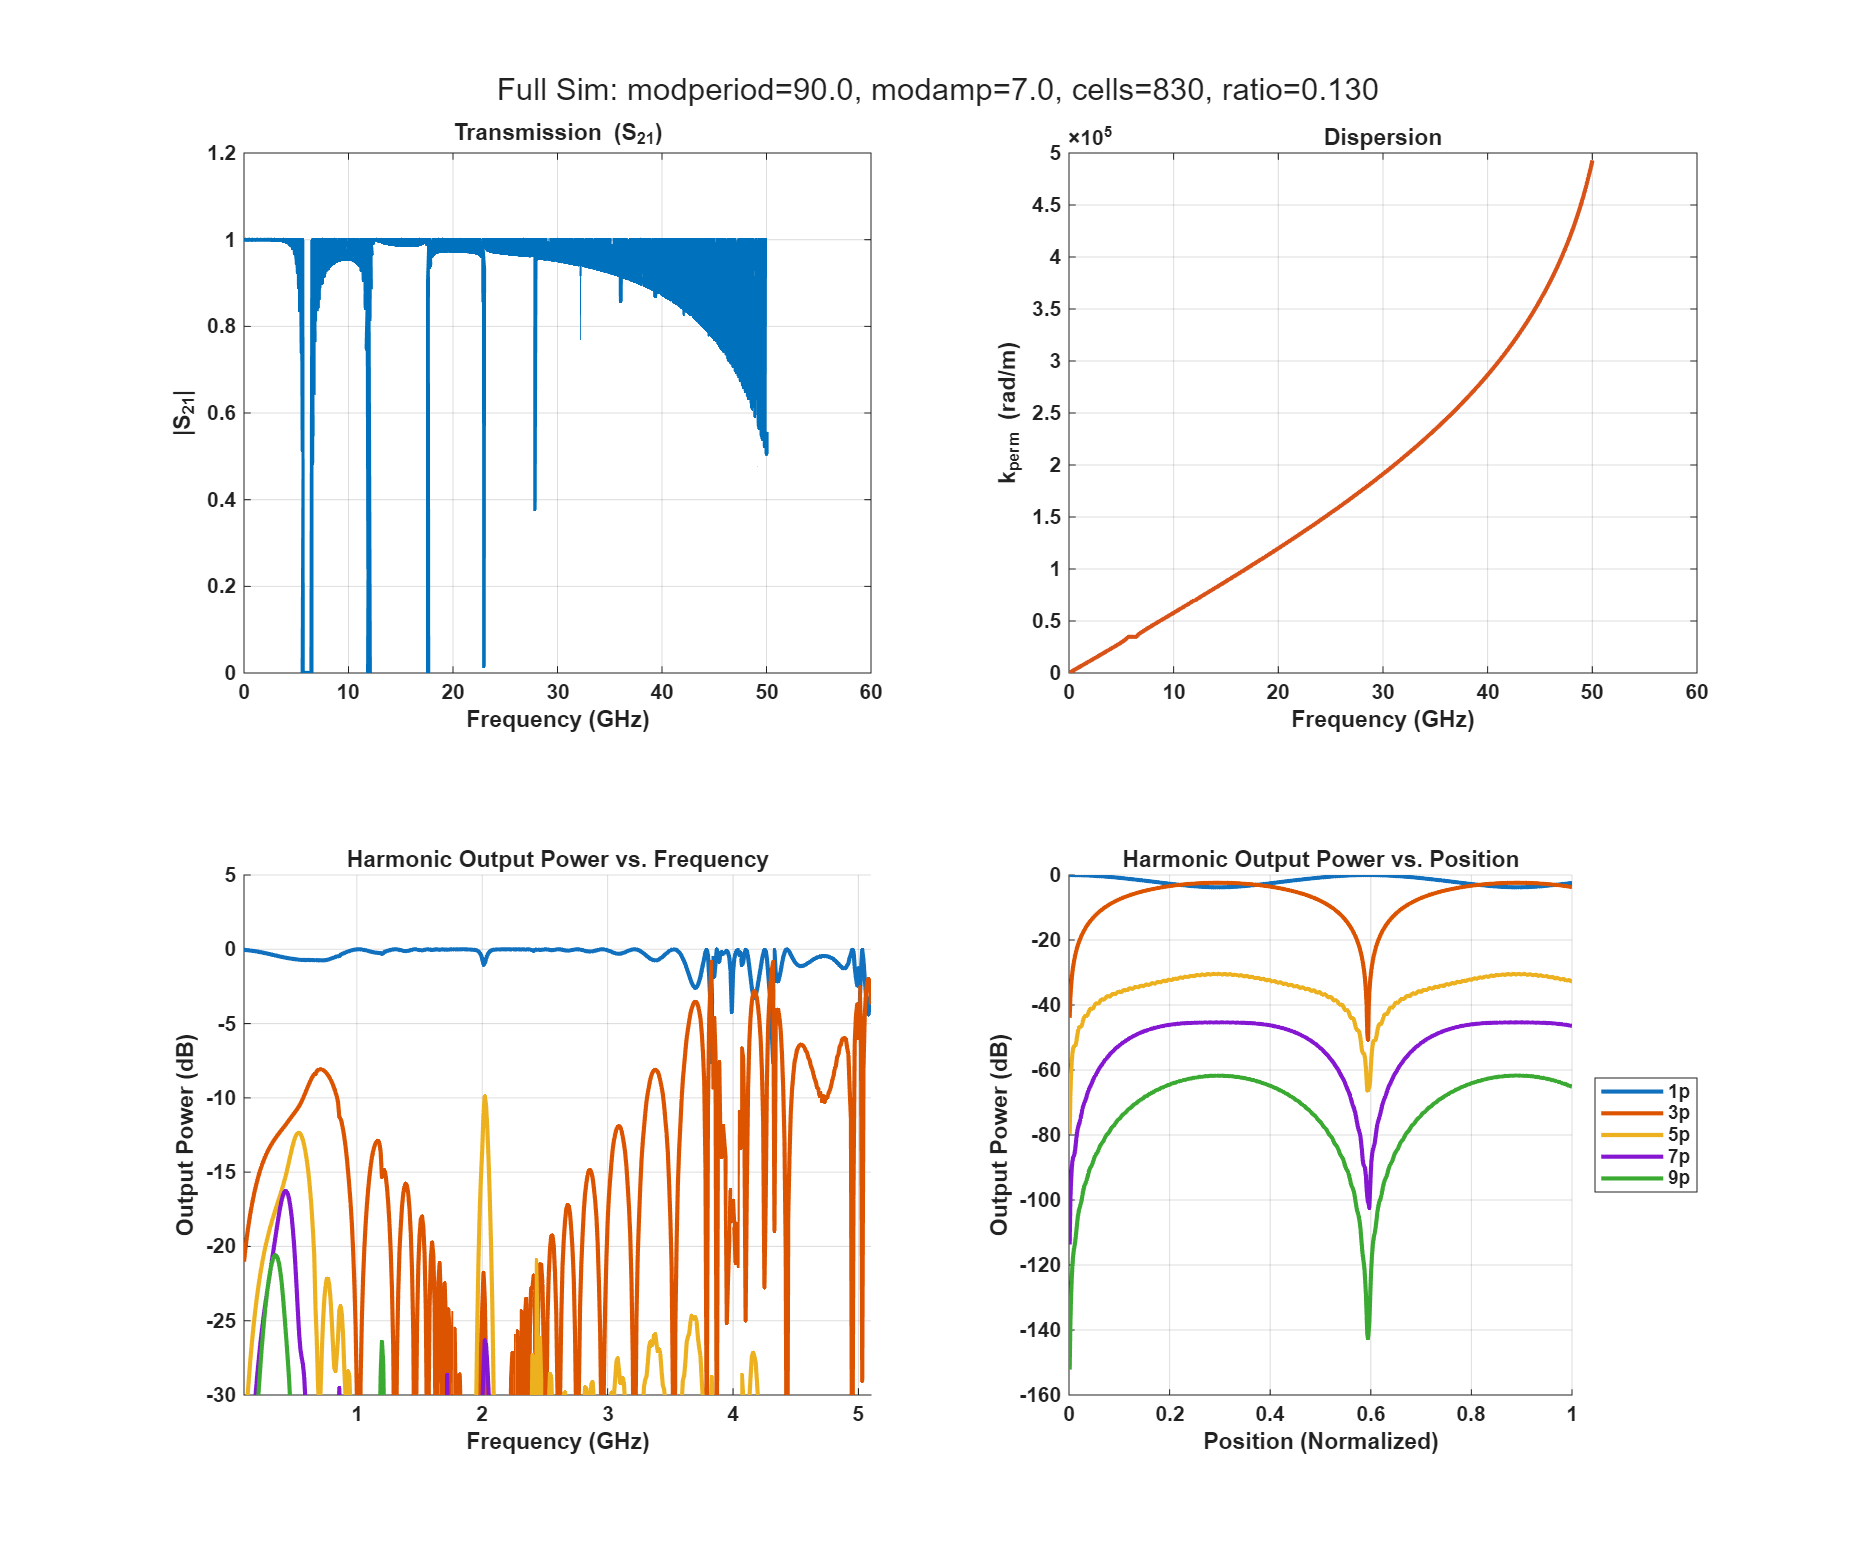 Full Sim: modperiod=90.0, modamp=7.0, cells=830, ratio=0.130
Transmission (S21)
1.2
1
0.8
0.6
0.4
0.2
0
|S21|
0 10 20 30 40 50 60
Frequency (GHz)
×10^5
Dispersion
5
4.5
4
3.5
3
2.5
2
1.5
1
0.5
0
kperm (rad/m)
0 10 20 30 40 50 60
Frequency (GHz)
Harmonic Output Power vs. Frequency
5
0
-5
-10
-15
-20
-25
-30
Output Power (dB)
1 2 3 4 5
Frequency (GHz)
Harmonic Output Power vs. Position
0
-20
-40
-60
-80
-100
-120
-140
-160
Output Power (dB)
0 0.2 0.4 0.6 0.8 1
Position (Normalized)
1p
3p
5p
7p
9p